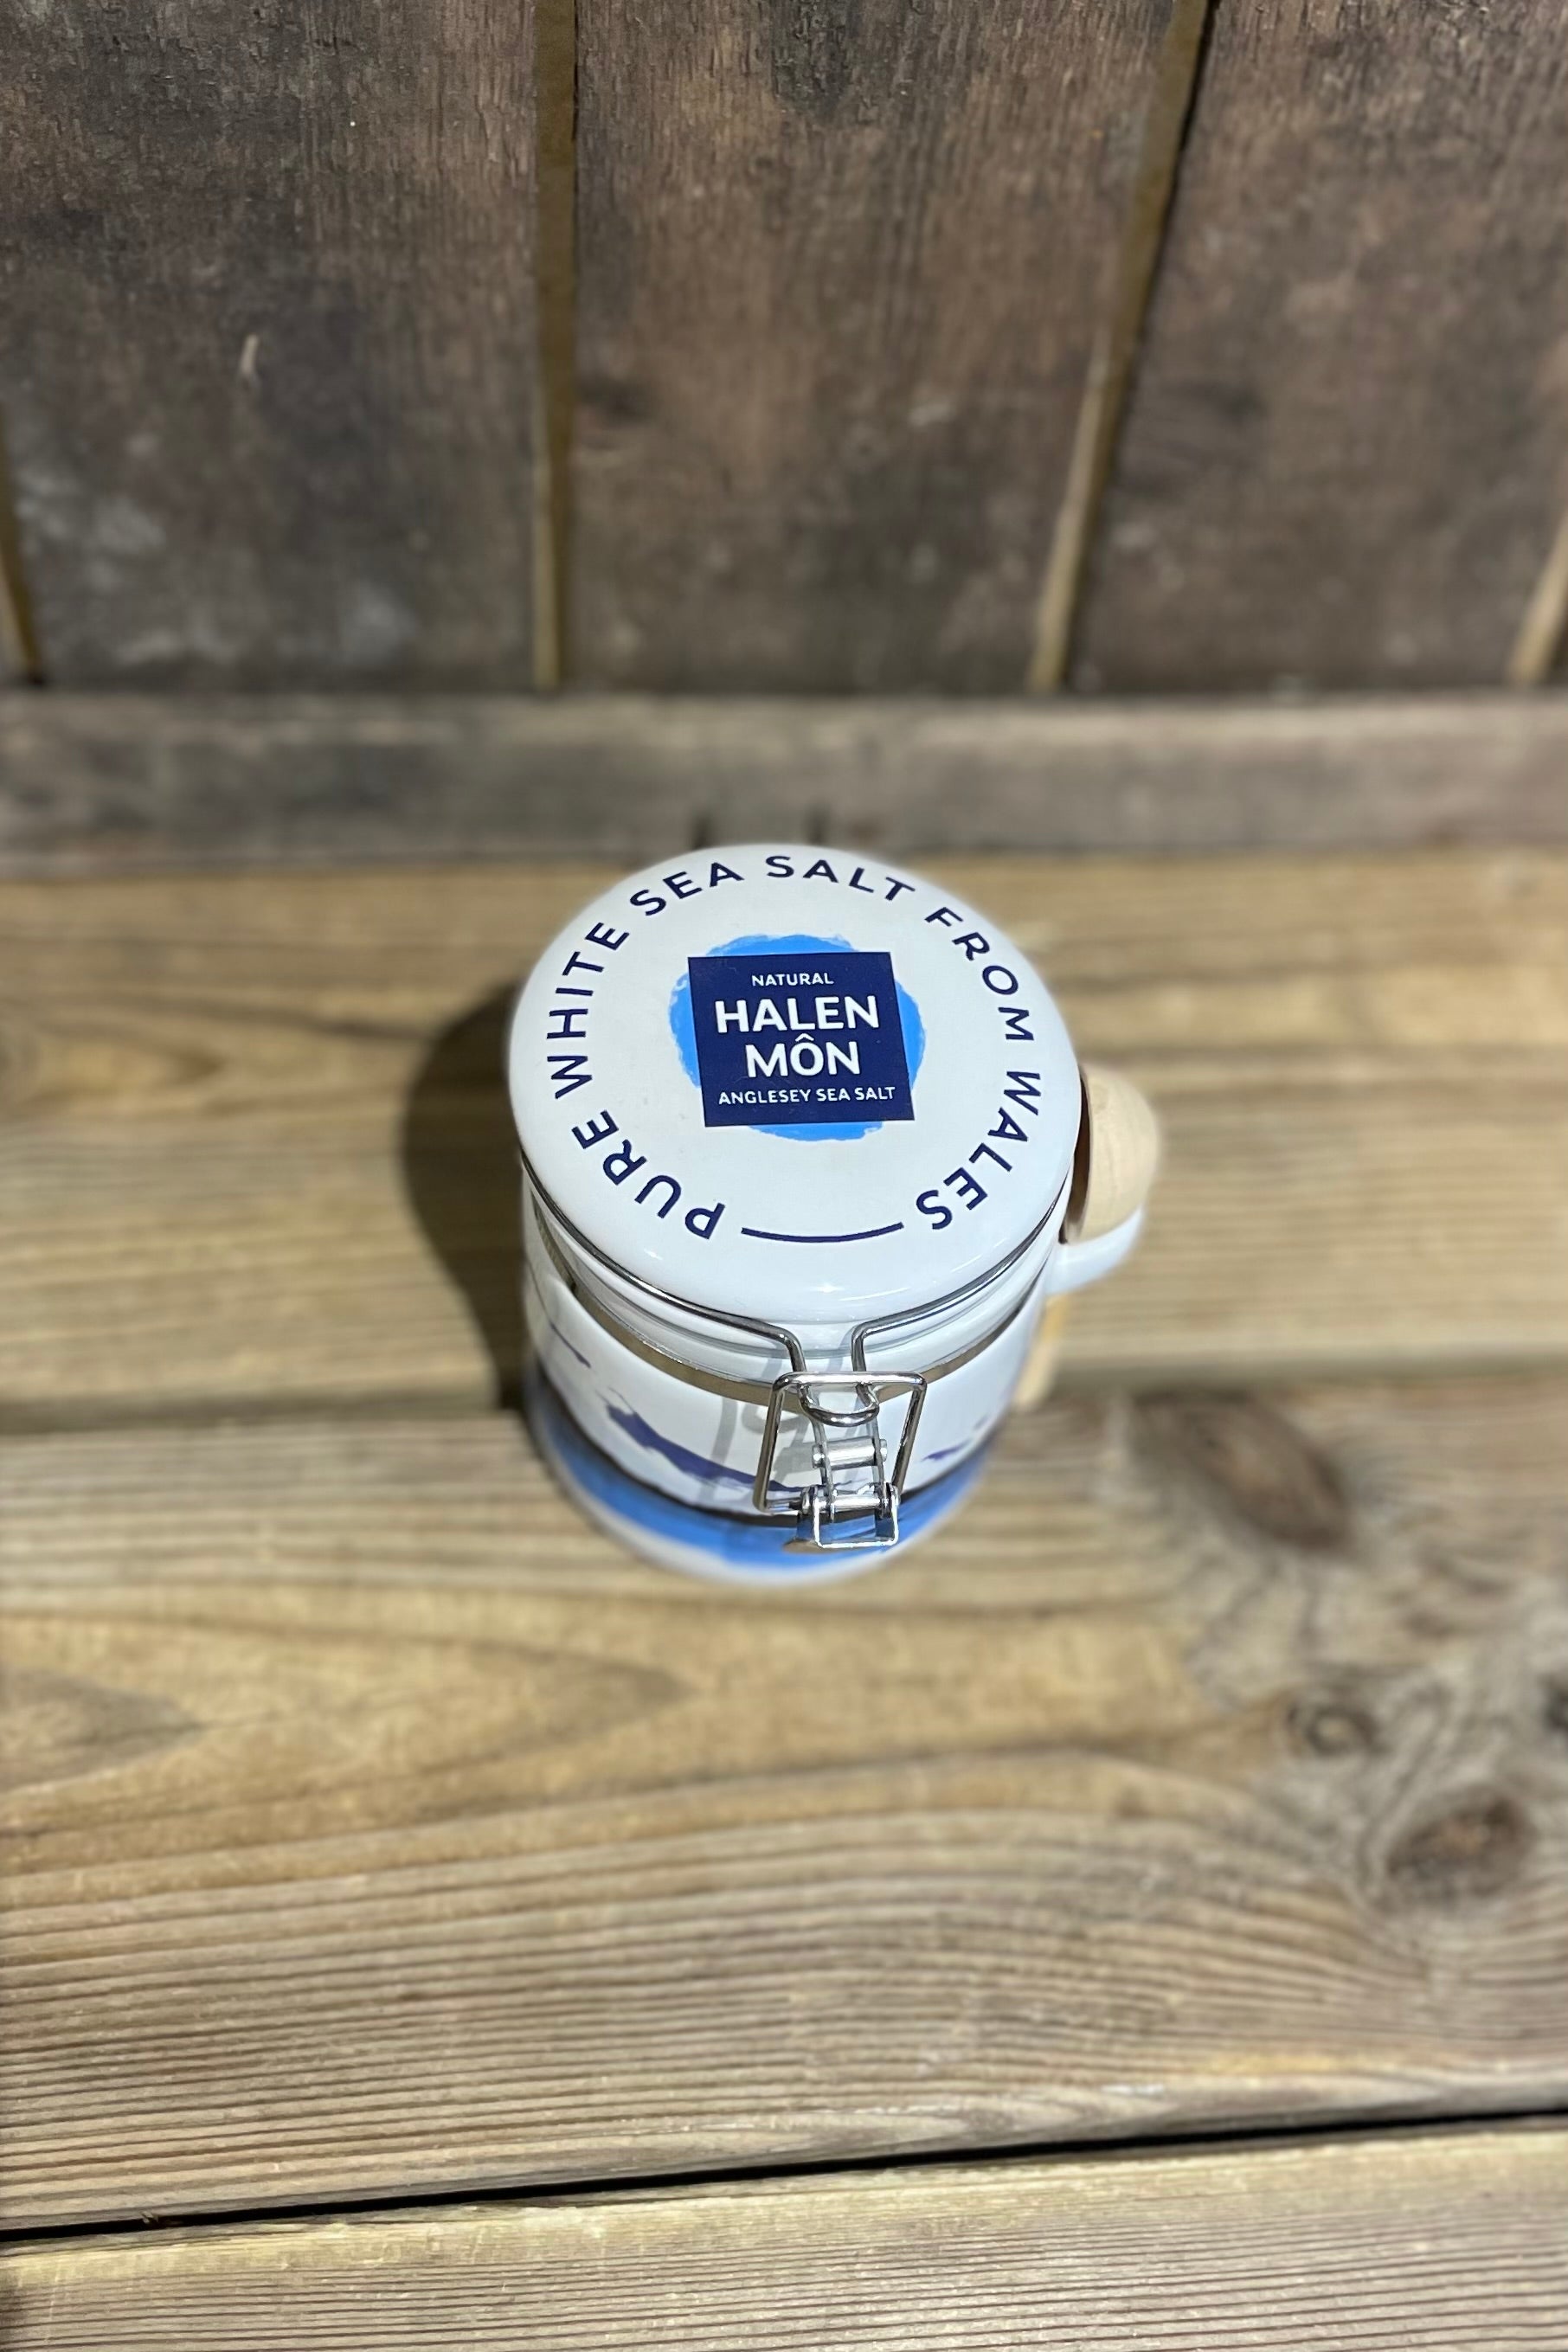 PURE WHITE SEA SALT FROM WALES
NATURAL
HALEN
MÔN
ANGLESEY SEA SALT